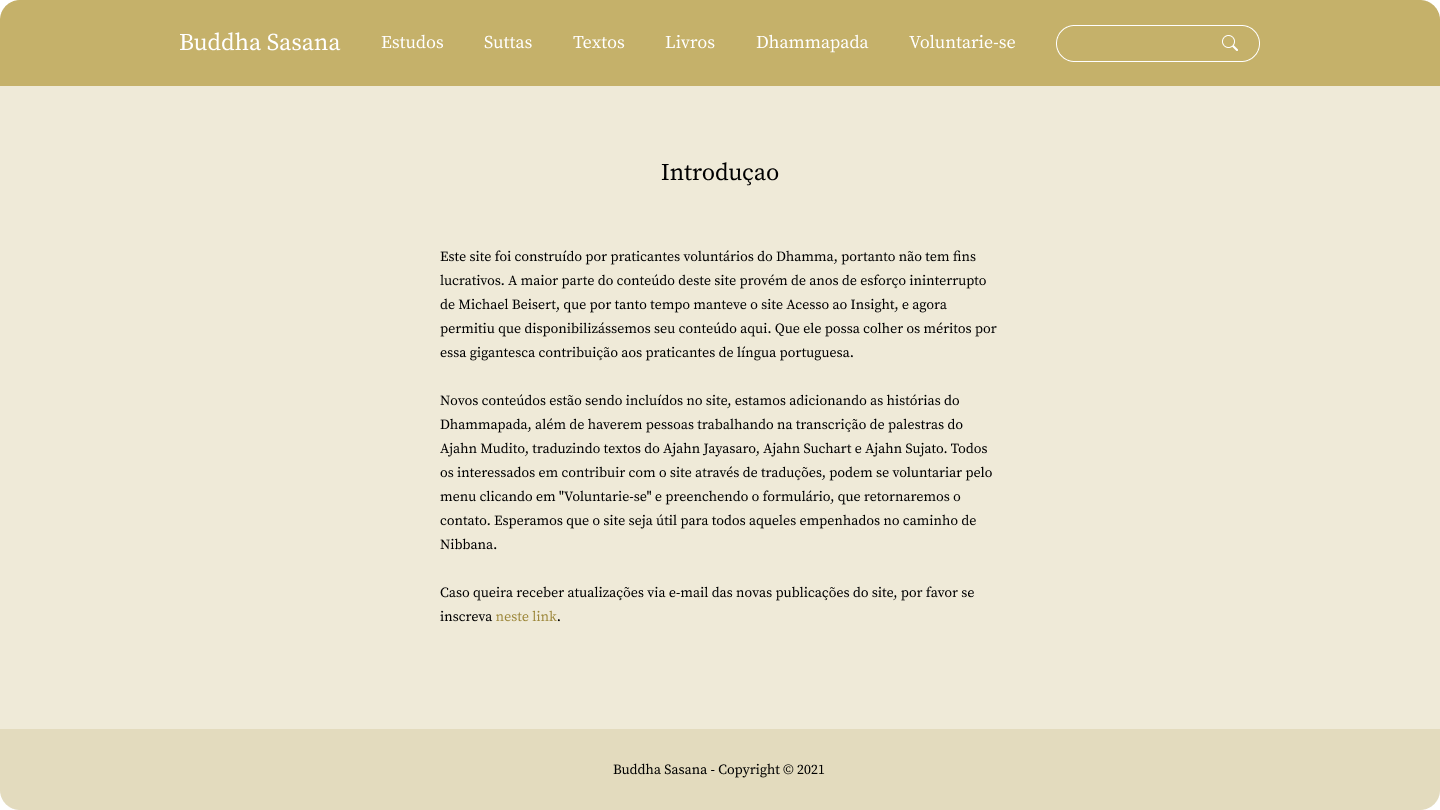 Buddha Sasana Estudos Suttas Textos Livros Dhammapada Voluntarie-se
Introduçao
Este site foi construído por praticantes voluntários do Dhamma, portanto não tem fins
lucrativos. A maior parte do conteúdo deste site provém de anos de esforço ininterrupto
de Michael Beisert, que por tanto tempo manteve o site Acesso ao Insight, e agora
permitiu que disponibilizássemos seu conteúdo aqui. Que ele possa colher os méritos por
essa gigantesca contribuição aos praticantes de língua portuguesa.
Novos conteúdos estão sendo incluídos no site, estamos adicionando as histórias do
Dhammapada, além de haverem pessoas trabalhando na transcrição de palestras do
Ajahn Mudito, traduzindo textos do Ajahn Jayasaro, Ajahn Suchart e Ajahn Sujato. Todos
os interessados em contribuir com o site através de traduções, podem se voluntariar pelo
menu clicando em "Voluntarie-se" e preenchendo o formulário, que retornaremos o
contato. Esperamos que o site seja útil para todos aqueles empenhados no caminho de
Nibbana.
Caso queira receber atualizações via e-mail das novas publicações do site, por favor se
inscreva neste link.
Buddha Sasana - Copyright © 2021